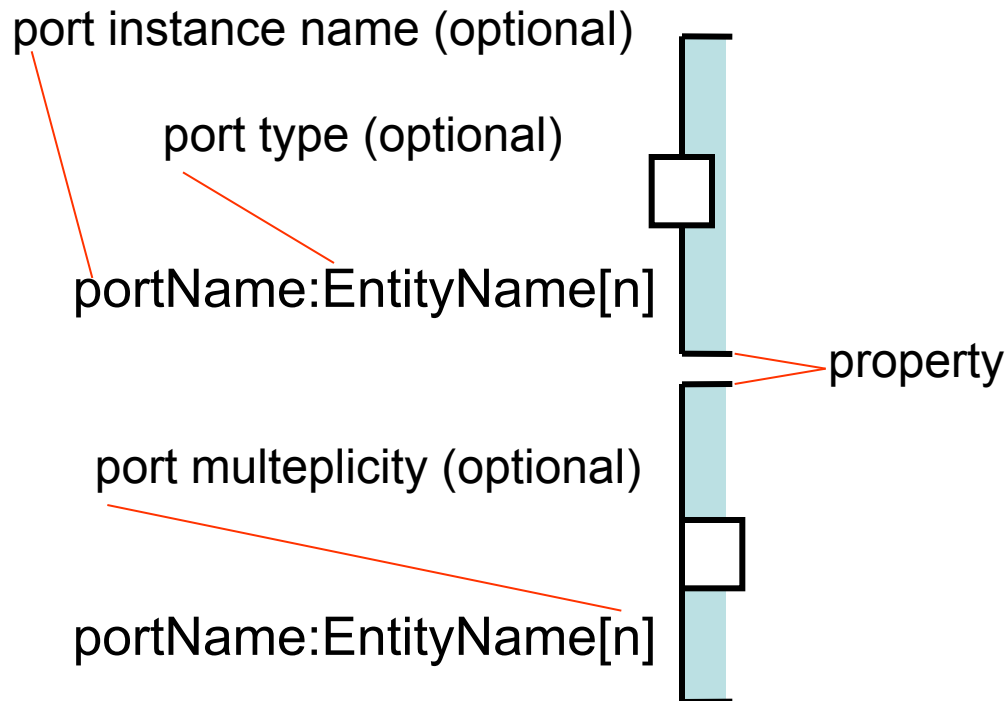 port instance name (optional)
port type (optional)
portName:EntityName[n]
property
port multeplicity (optional)
portName:EntityName[n]